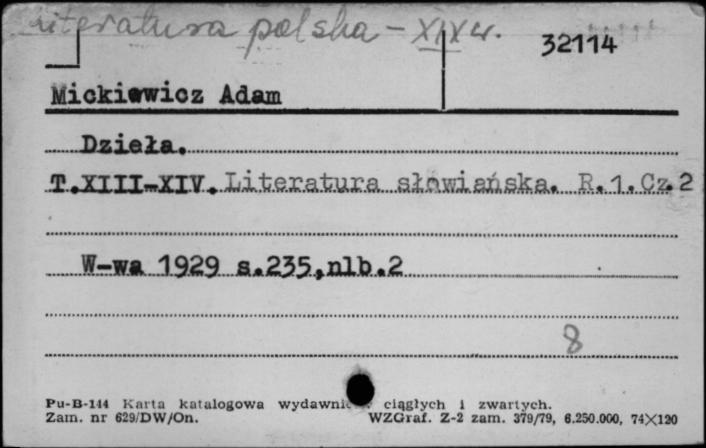 Literatura polska - XIX w.
32114
Mickiewicz Adam
Dzieła.
T.XIII-XIV. Literatura słowiańska. R.1.Cz.2
W-wa 1929 s.235,nlb.2
8
Pu-B-144 Karta katalogowa wydawnic ciągłych i zwartych.
Zam. nr 629/DW/On. WZGraf. Z-2 zam. 379/79, 6.250.000, 74×120